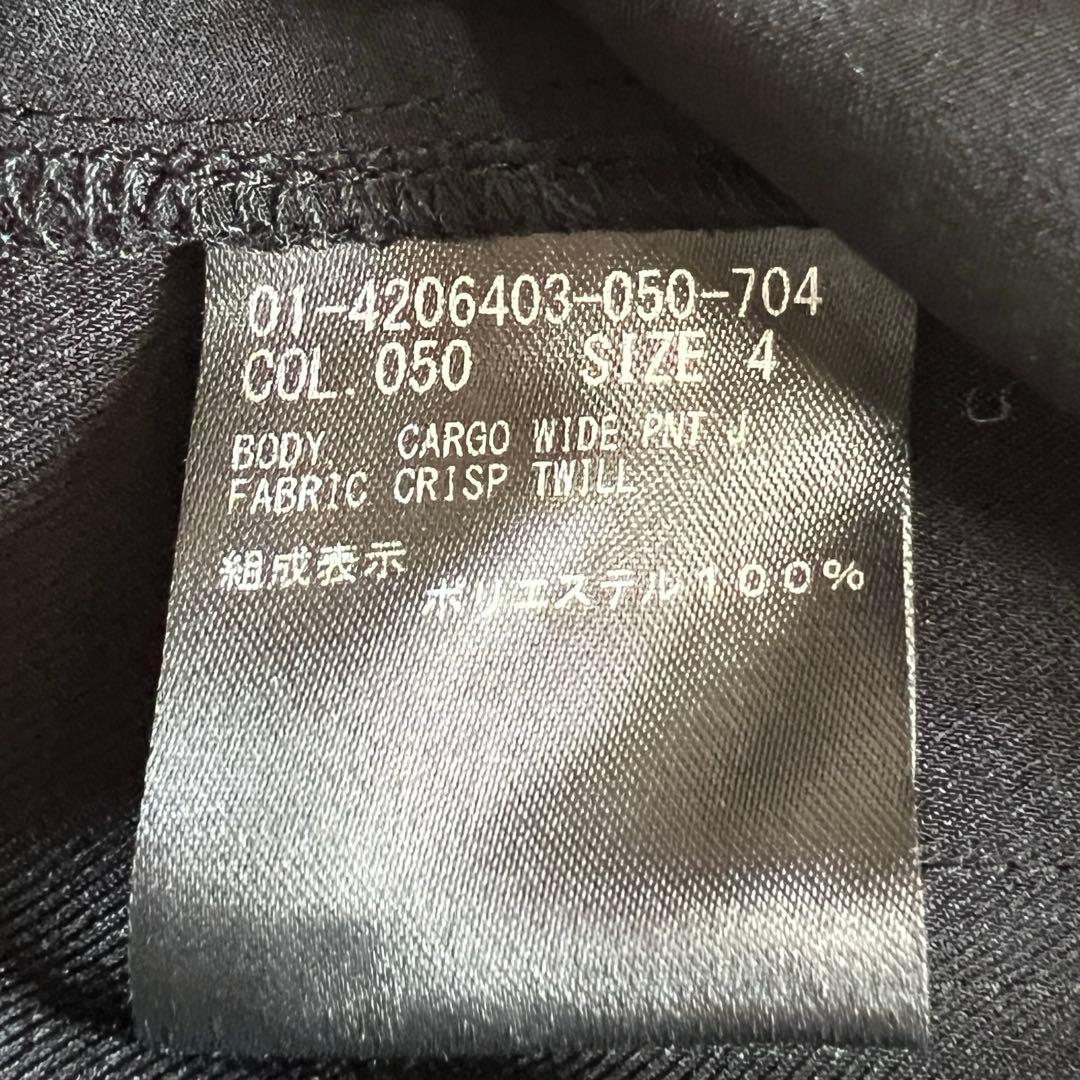 01-4206403-050-704
COL. 050 SIZE 4
BODY. CARGO WIDE PNT J
FABRIC CRISP TWILL
組成表示
ポリエステル100%